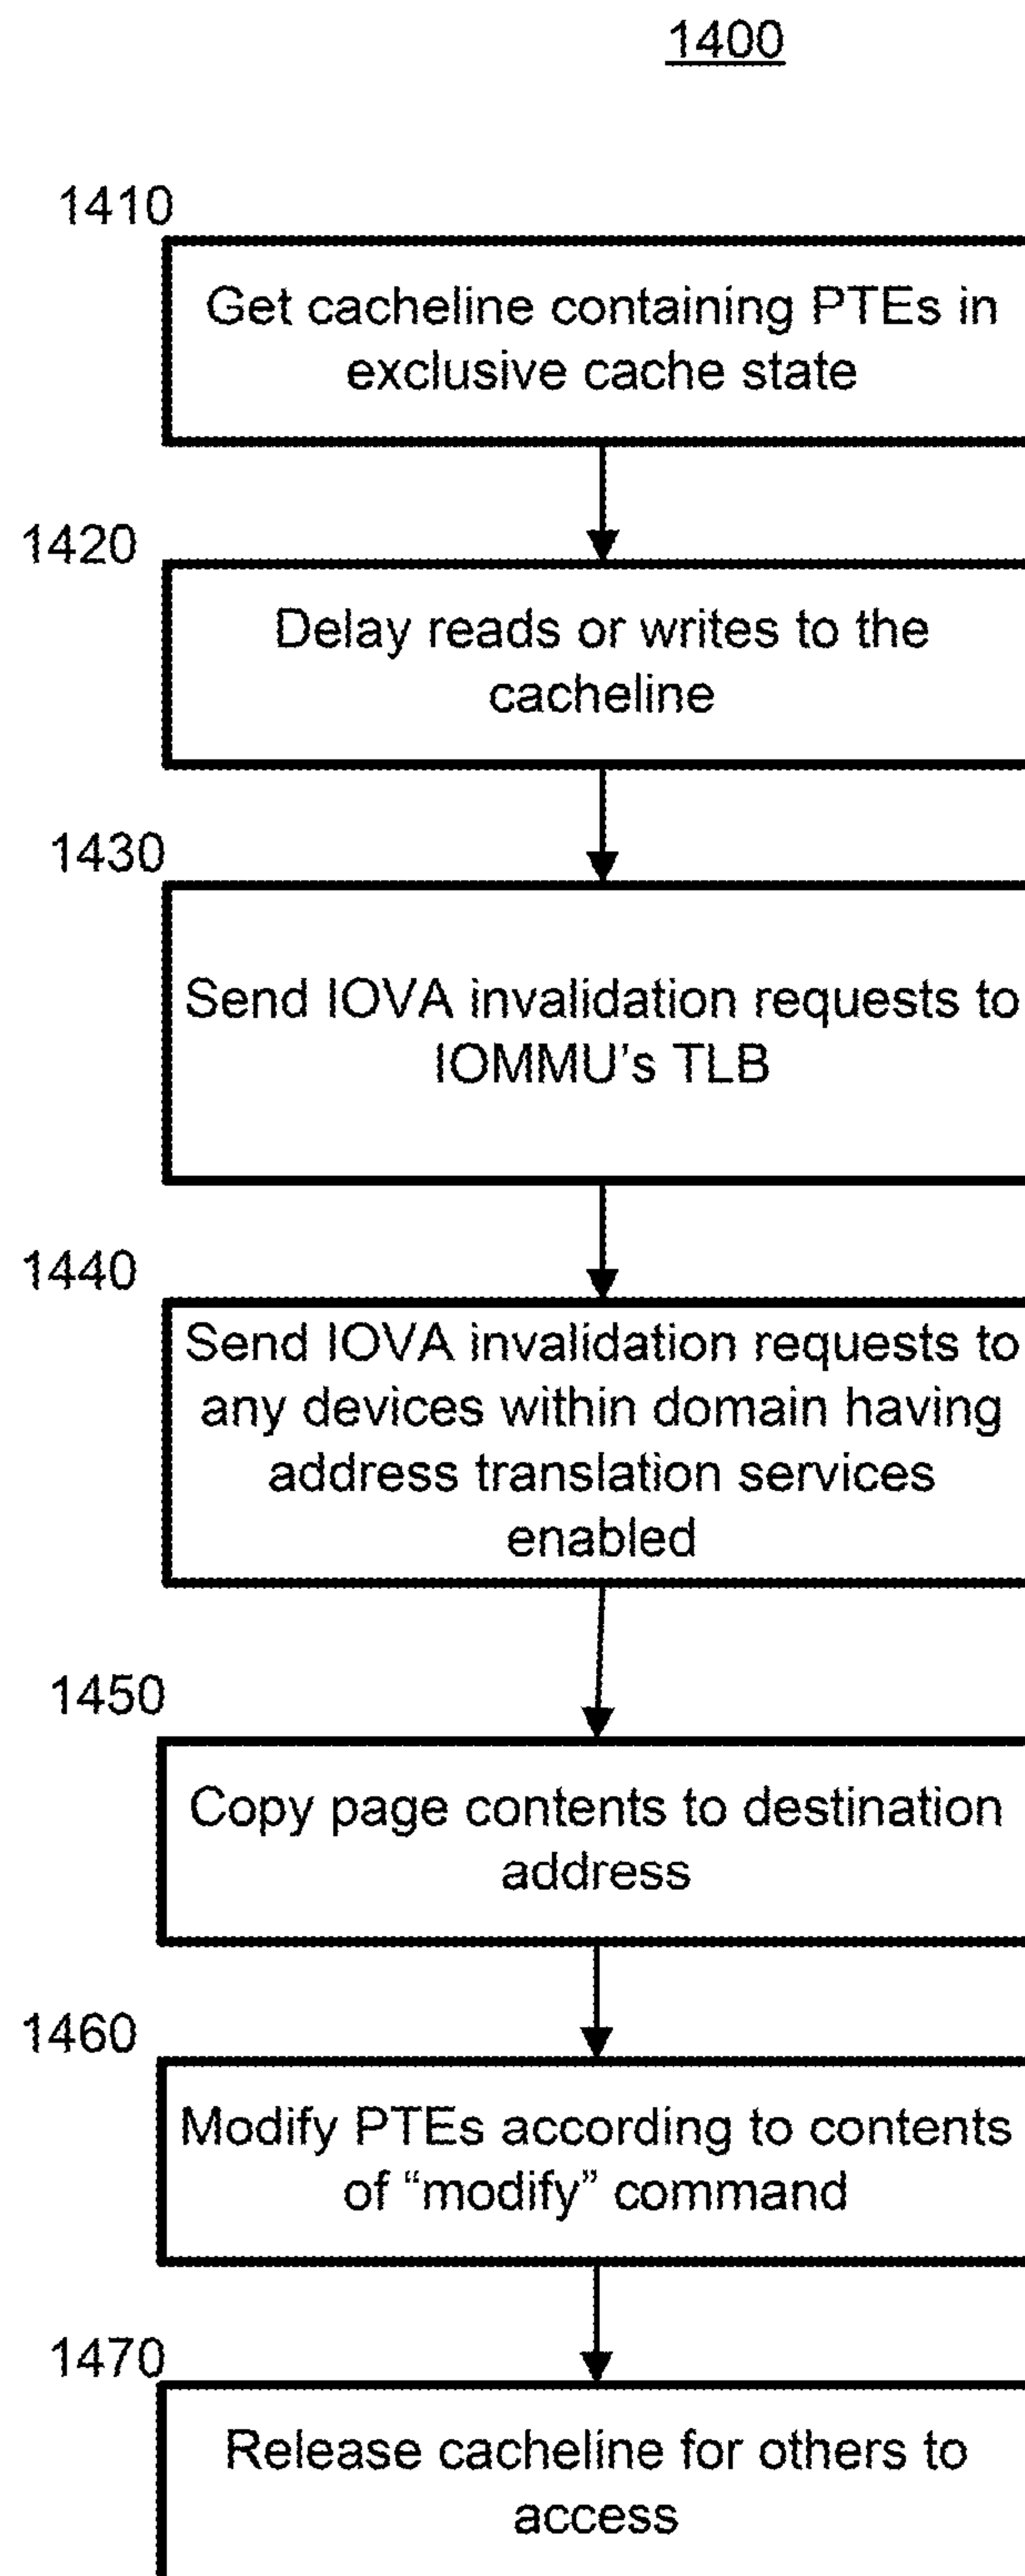 1400
1410
Get cacheline containing PTEs in
exclusive cache state
1420
Delay reads or writes to the
cacheline
1430
Send IOVA invalidation requests to
IOMMU's TLB
1440
Send IOVA invalidation requests to
any devices within domain having
address translation services
enabled
1450
Copy page contents to destination
address
1460
Modify PTEs according to contents
of “modify” command
1470
Release cacheline for others to
access